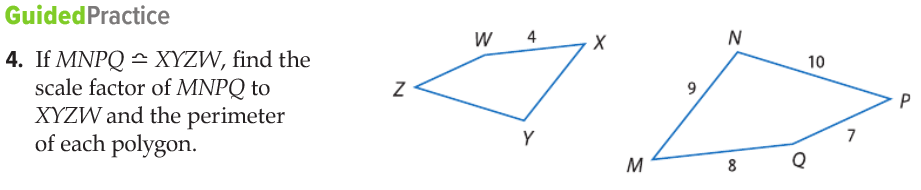 GuidedPractice
4. If MNPQ ≏ XYZW, find the
scale factor of MNPQ to
XYZW and the perimeter
of each polygon.
W 4 X
Z
Y
N
10
9
P
7
M 8 Q